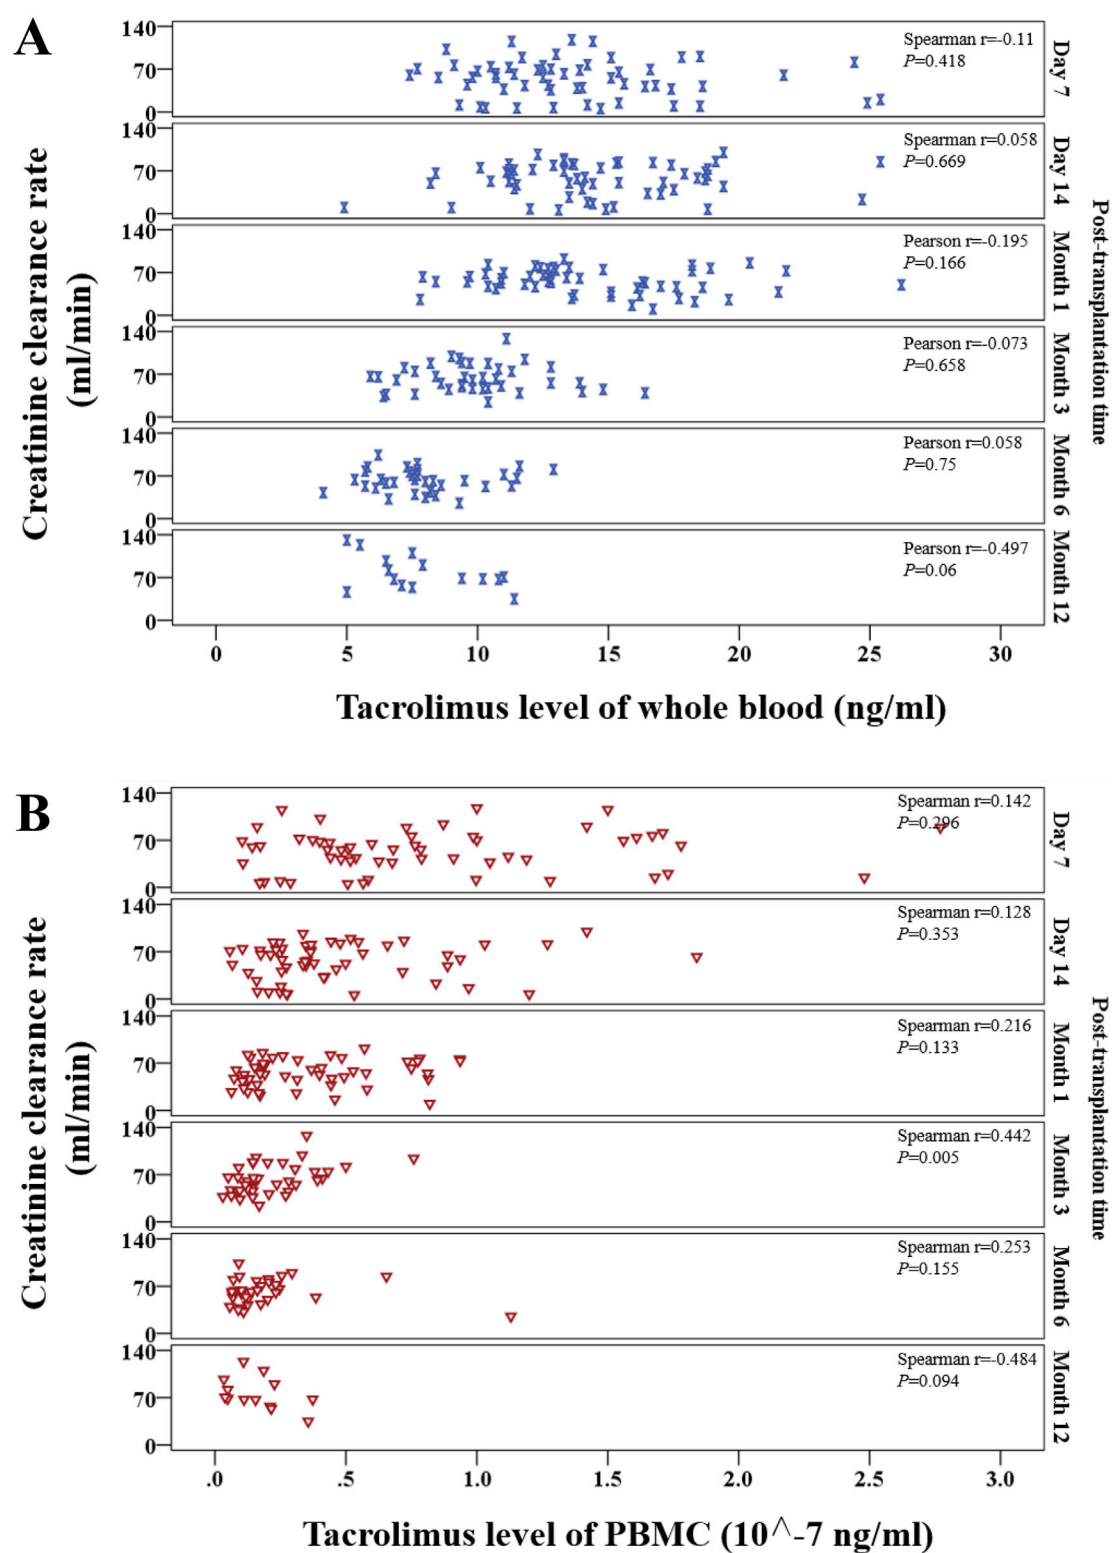 A
Creatinine clearance rate
(ml/min)
Post-transplantation time
140
70
0
Spearman r=-0.11
P=0.418
Day 7
140
70
0
Spearman r=0.058
P=0.669
Day 14
140
70
0
Pearson r=-0.195
P=0.166
Month 1
140
70
0
Pearson r=-0.073
P=0.658
Month 3
140
70
0
Pearson r=0.058
P=0.75
Month 6
140
70
0
Pearson r=-0.497
P=0.06
Month 12
0 5 10 15 20 25 30
Tacrolimus level of whole blood (ng/ml)
B
Creatinine clearance rate
(ml/min)
Post-transplantation time
140
70
0
Spearman r=0.142
P=0.296
Day 7
140
70
0
Spearman r=0.128
P=0.353
Day 14
140
70
0
Spearman r=0.216
P=0.133
Month 1
140
70
0
Spearman r=0.442
P=0.005
Month 3
140
70
0
Spearman r=0.253
P=0.155
Month 6
140
70
0
Spearman r=-0.484
P=0.094
Month 12
.0 .5 1.0 1.5 2.0 2.5 3.0
Tacrolimus level of PBMC (10^-7 ng/ml)